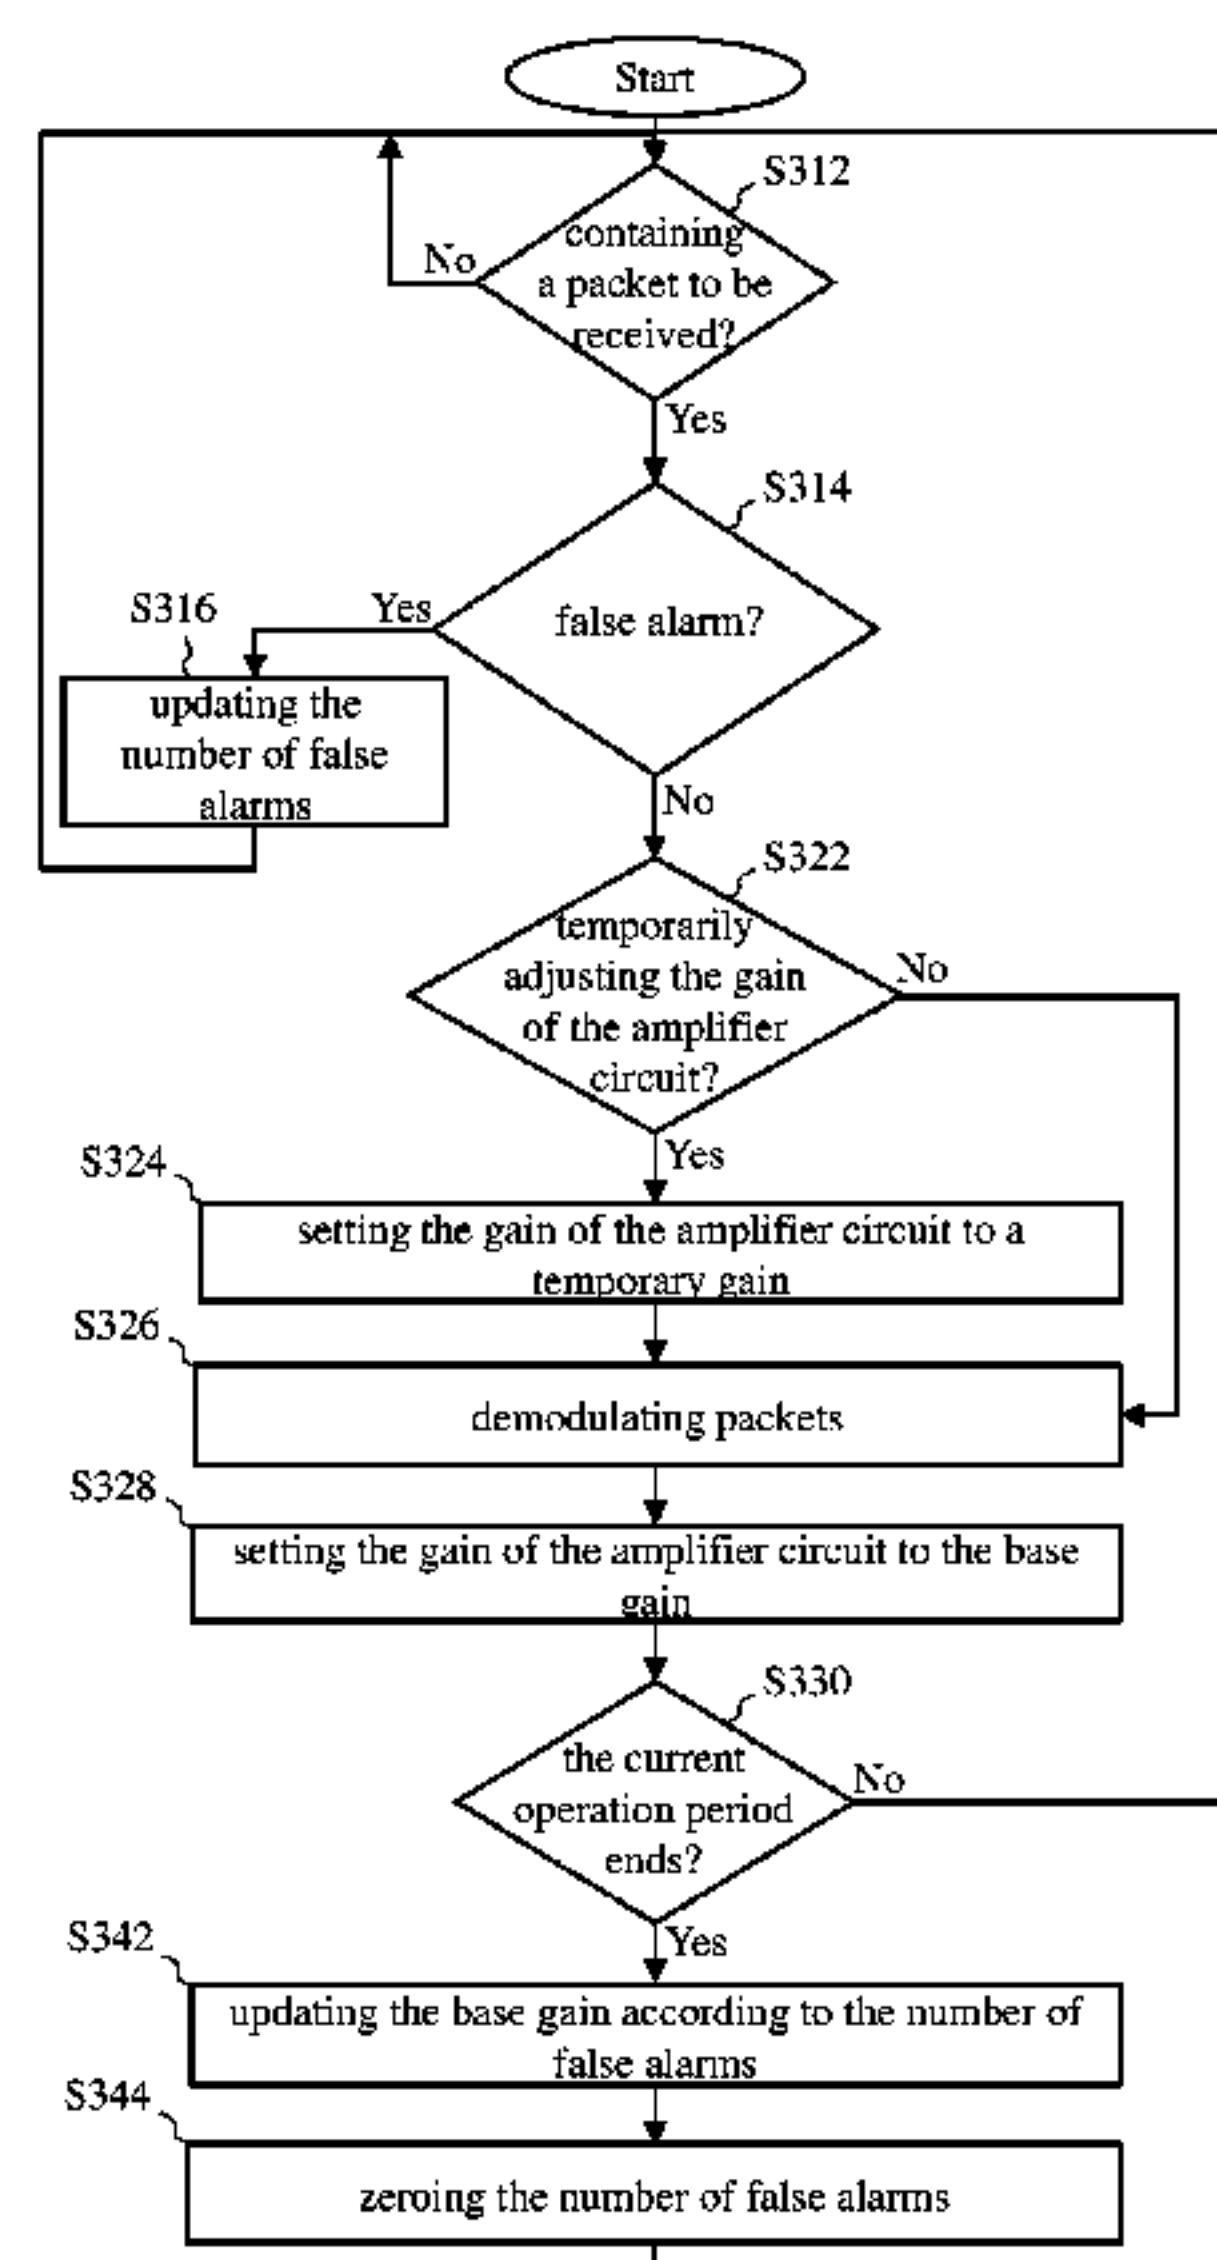 Start
S312
containing
a packet to be
received?
No
Yes
S314
false alarm?
Yes
S316
updating the
number of false
alarms
No
S322
temporarily
adjusting the gain
of the amplifier
circuit?
No
Yes
S324
setting the gain of the amplifier circuit to a
temporary gain
S326
demodulating packets
S328
setting the gain of the amplifier circuit to the base
gain
S330
the current
operation period
ends?
No
Yes
S342
updating the base gain according to the number of
false alarms
S344
zeroing the number of false alarms